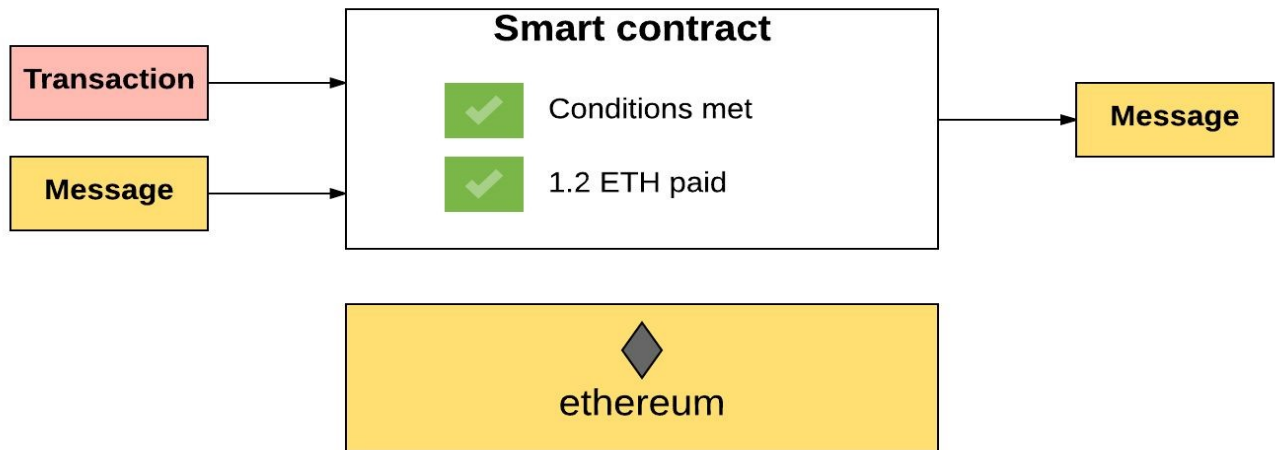 Smart contract
Transaction
Conditions met
Message
Message
1.2 ETH paid
ethereum